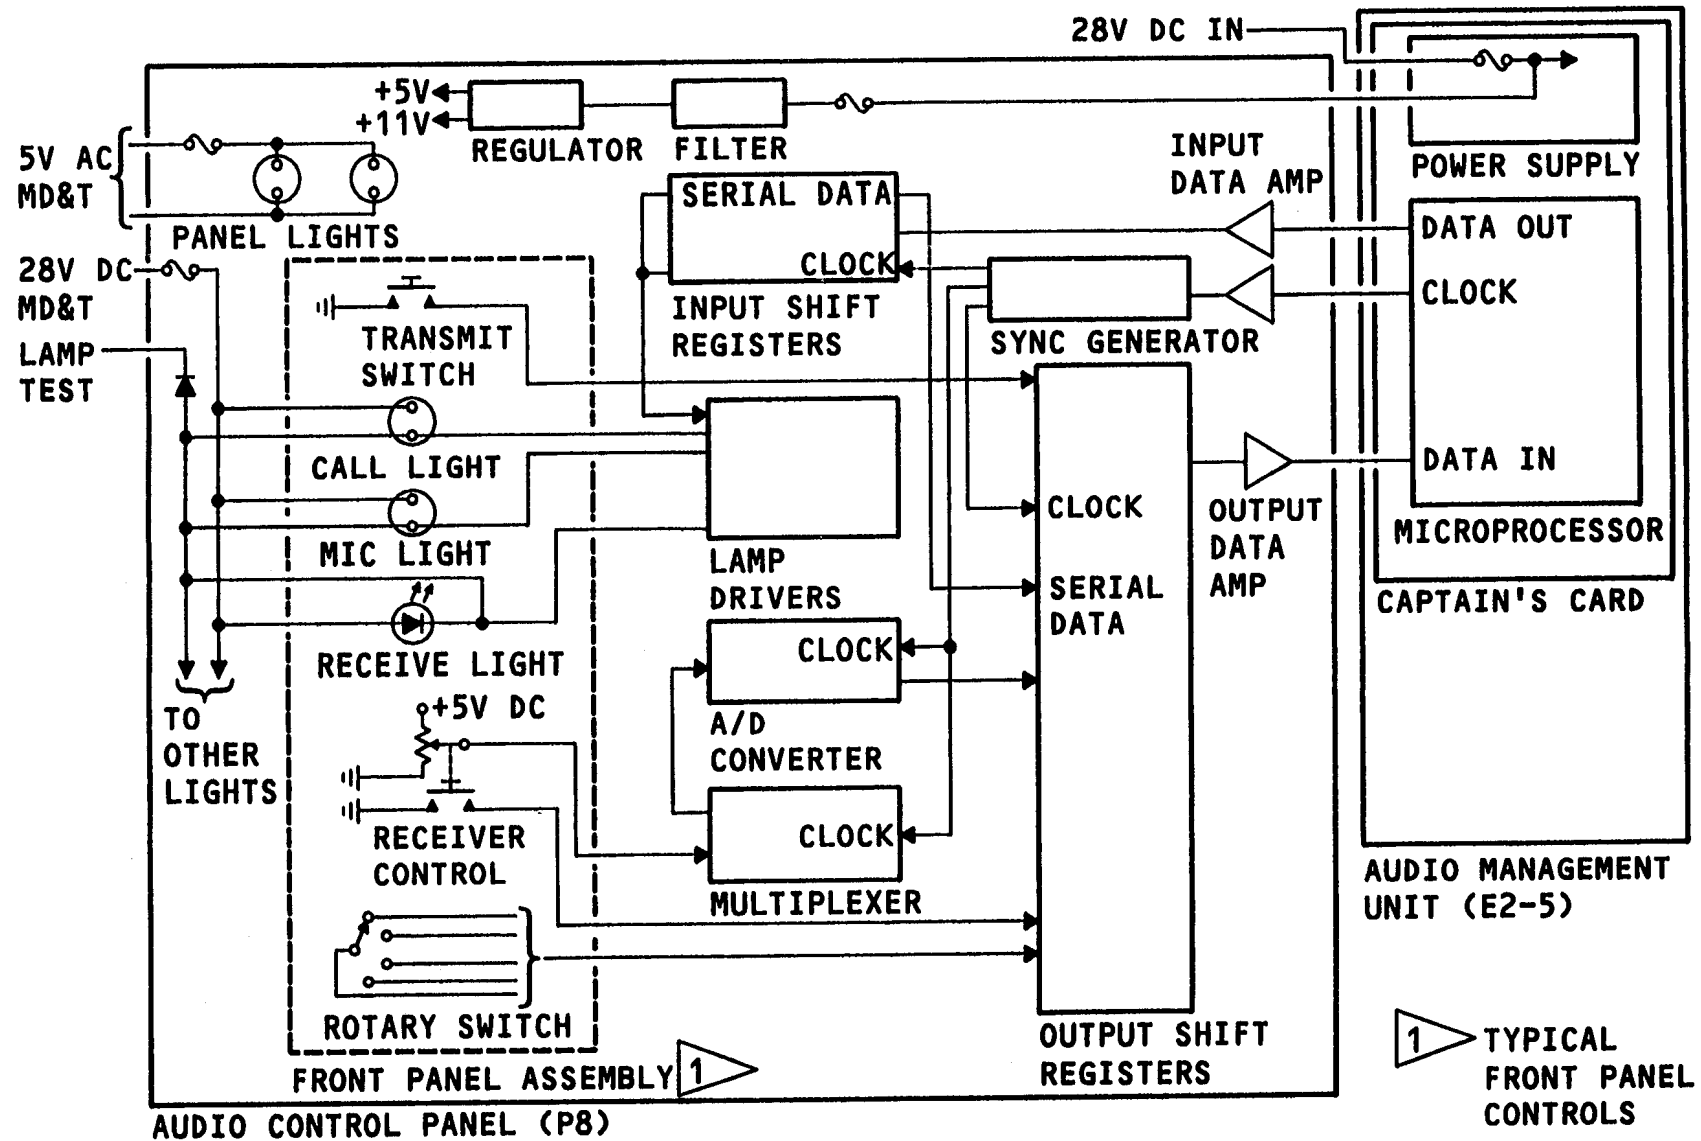 28V DC IN
+5V
+11V
REGULATOR
FILTER
5V AC
MD&T
PANEL LIGHTS
28V DC
MD&T
LAMP
TEST
TRANSMIT
SWITCH
CALL LIGHT
MIC LIGHT
RECEIVE LIGHT
TO
OTHER
LIGHTS
+5V DC
RECEIVER
CONTROL
ROTARY SWITCH
FRONT PANEL ASSEMBLY
1
AUDIO CONTROL PANEL (P8)
SERIAL DATA
CLOCK
INPUT SHIFT
REGISTERS
LAMP
DRIVERS
CLOCK
A/D
CONVERTER
CLOCK
MULTIPLEXER
INPUT
DATA AMP
SYNC GENERATOR
CLOCK
SERIAL
DATA
OUTPUT SHIFT
REGISTERS
OUTPUT
DATA
AMP
POWER SUPPLY
DATA OUT
CLOCK
DATA IN
MICROPROCESSOR
CAPTAIN'S CARD
AUDIO MANAGEMENT
UNIT (E2-5)
1
TYPICAL
FRONT PANEL
CONTROLS